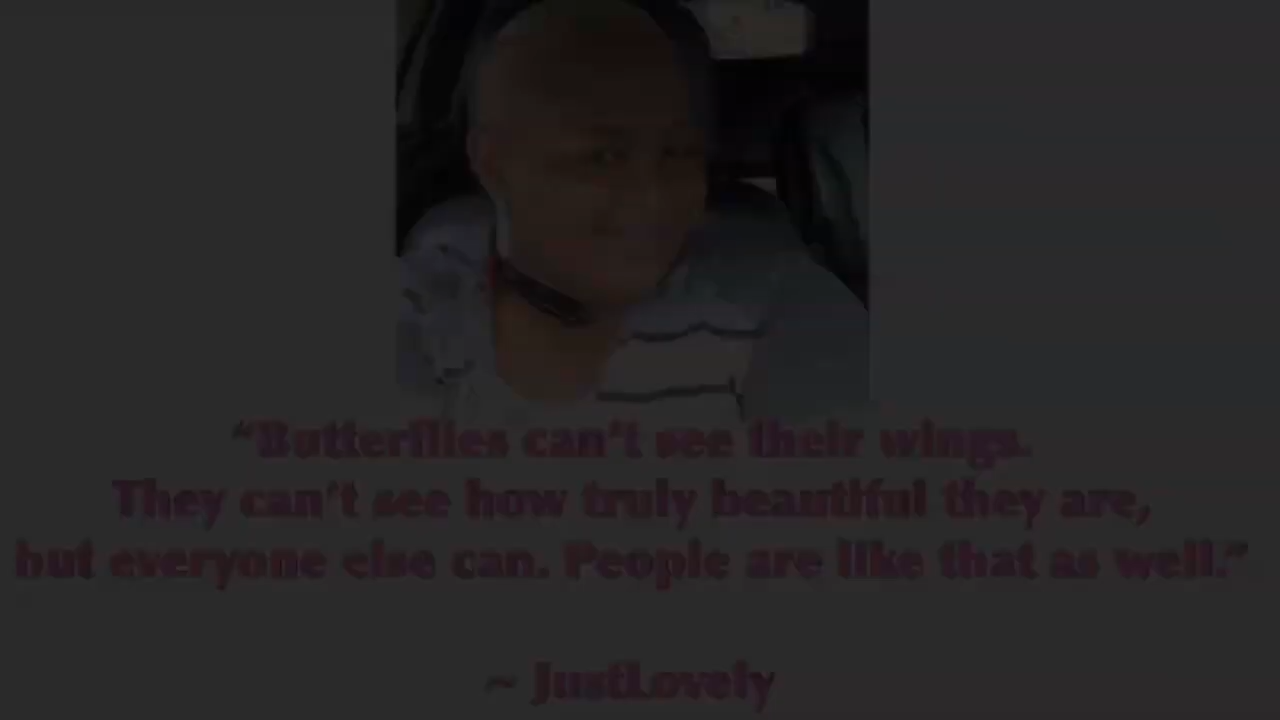 “Butterflies can’t see their wings.
They can’t see how truly beautiful they are,
but everyone else can. People are like that as well.”
~ JustLovely